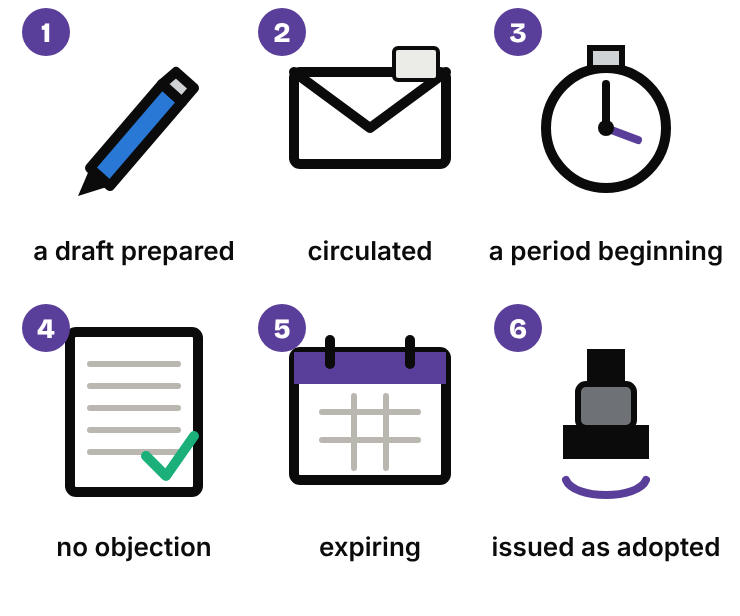 1
2
3
a draft prepared
circulated
a period beginning
4
5
6
no objection
expiring
issued as adopted